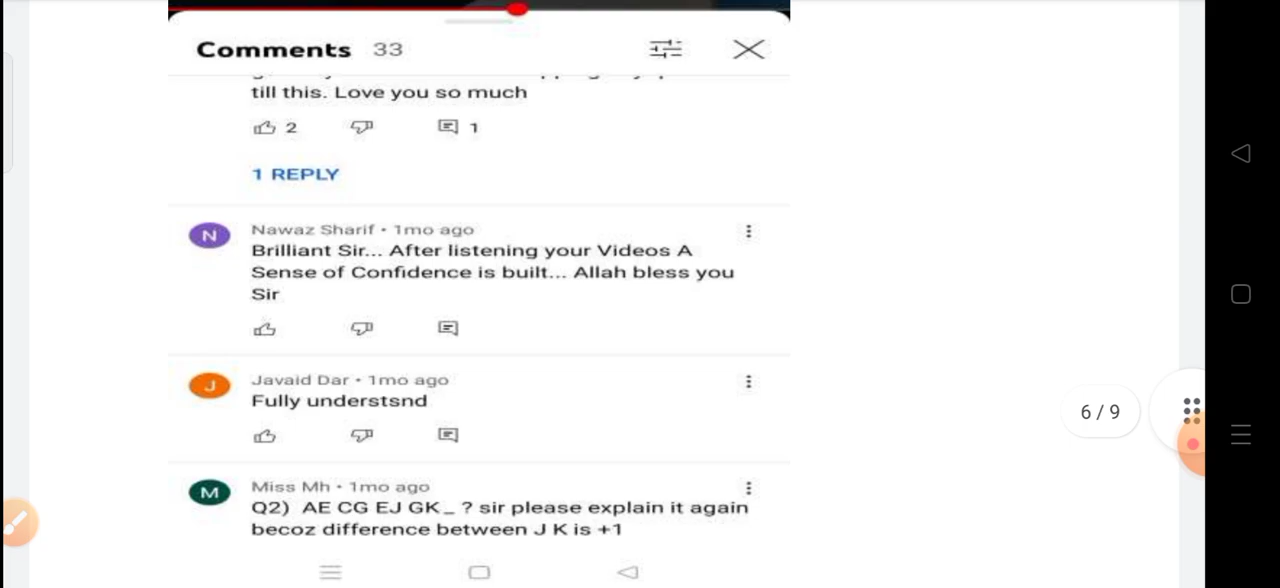 Comments 33
till this. Love you so much
2 1
1 REPLY
N
Nawaz Sharif • 1mo ago
Brilliant Sir... After listening your Videos A
Sense of Confidence is built... Allah bless you
Sir
J
Javaid Dar • 1mo ago
Fully understsnd
6 / 9
M
Miss Mh • 1mo ago
Q2) AE CG EJ GK _ ? sir please explain it again
becoz difference between J K is +1